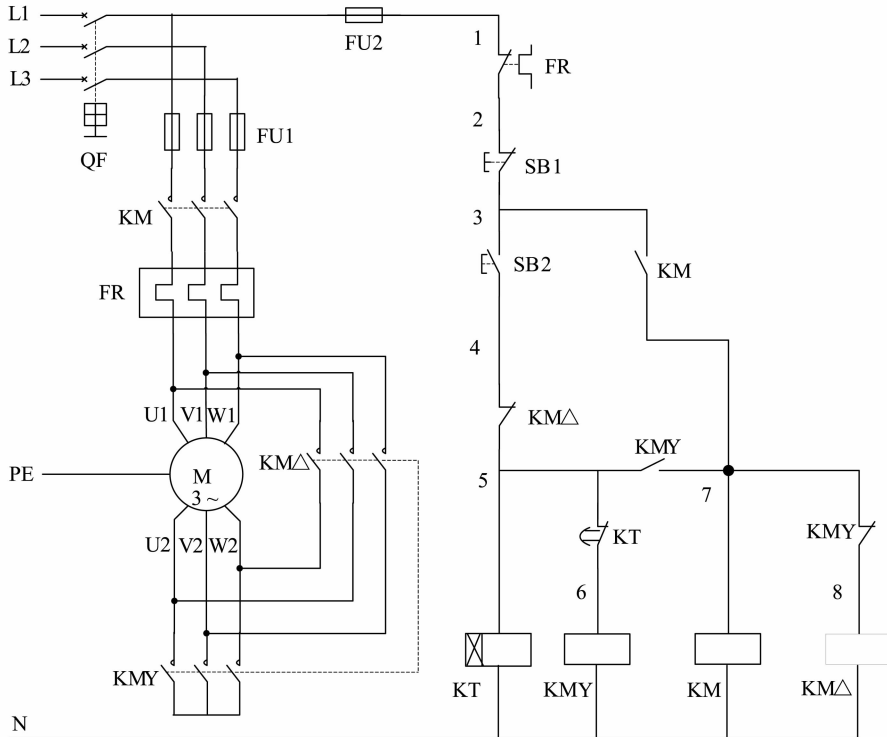 L1
L2
L3
QF
FU1
FU2
1
FR
2
SB1
3
KM
SB2
KM
FR
4
U1 V1 W1
KM△
KMY
PE
M
3 ~
KM△
5
7
U2 V2 W2
KT
KMY
6
8
KMY
KT
KMY
KM
KM△
N